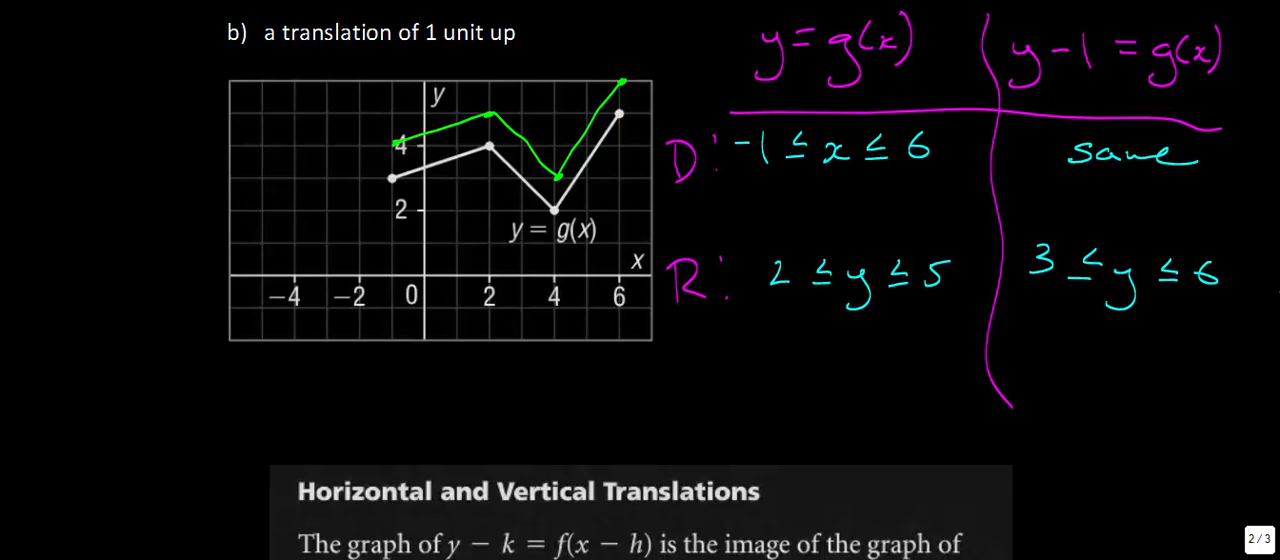 b) a translation of 1 unit up
y = g(x)
y - 1 = g(x)
y
4
2
y = g(x)
x
-4 -2 0 2 4 6
D: -1 ≤ x ≤ 6
same
R: 2 ≤ y ≤ 5
3 ≤ y ≤ 6
Horizontal and Vertical Translations
The graph of y − k = f(x − h) is the image of the graph of
2 / 3